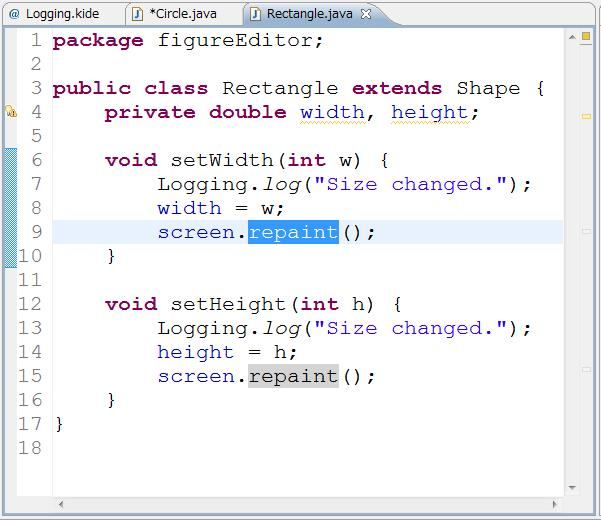 Logging.kide *Circle.java Rectangle.java
1 package figureEditor;
2
3 public class Rectangle extends Shape {
4     private double width, height;
5
6     void setWidth(int w) {
7         Logging.log("Size changed.");
8         width = w;
9         screen.repaint();
10     }
11
12     void setHeight(int h) {
13         Logging.log("Size changed.");
14         height = h;
15         screen.repaint();
16     }
17 }
18